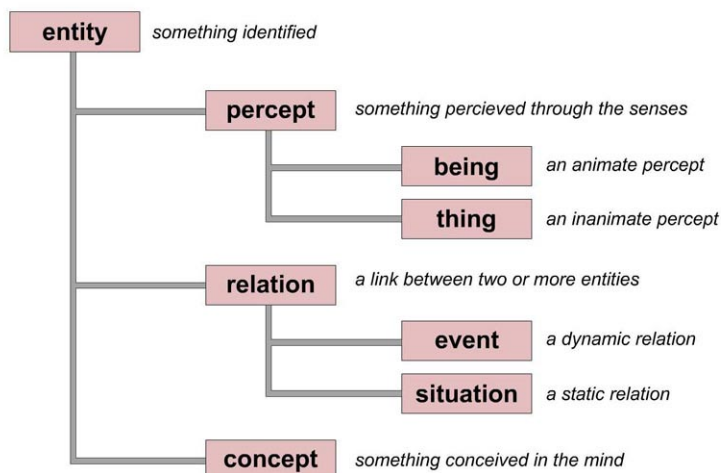 entity something identified
percept something percieved through the senses
being an animate percept
thing an inanimate percept
relation a link between two or more entities
event a dynamic relation
situation a static relation
concept something conceived in the mind